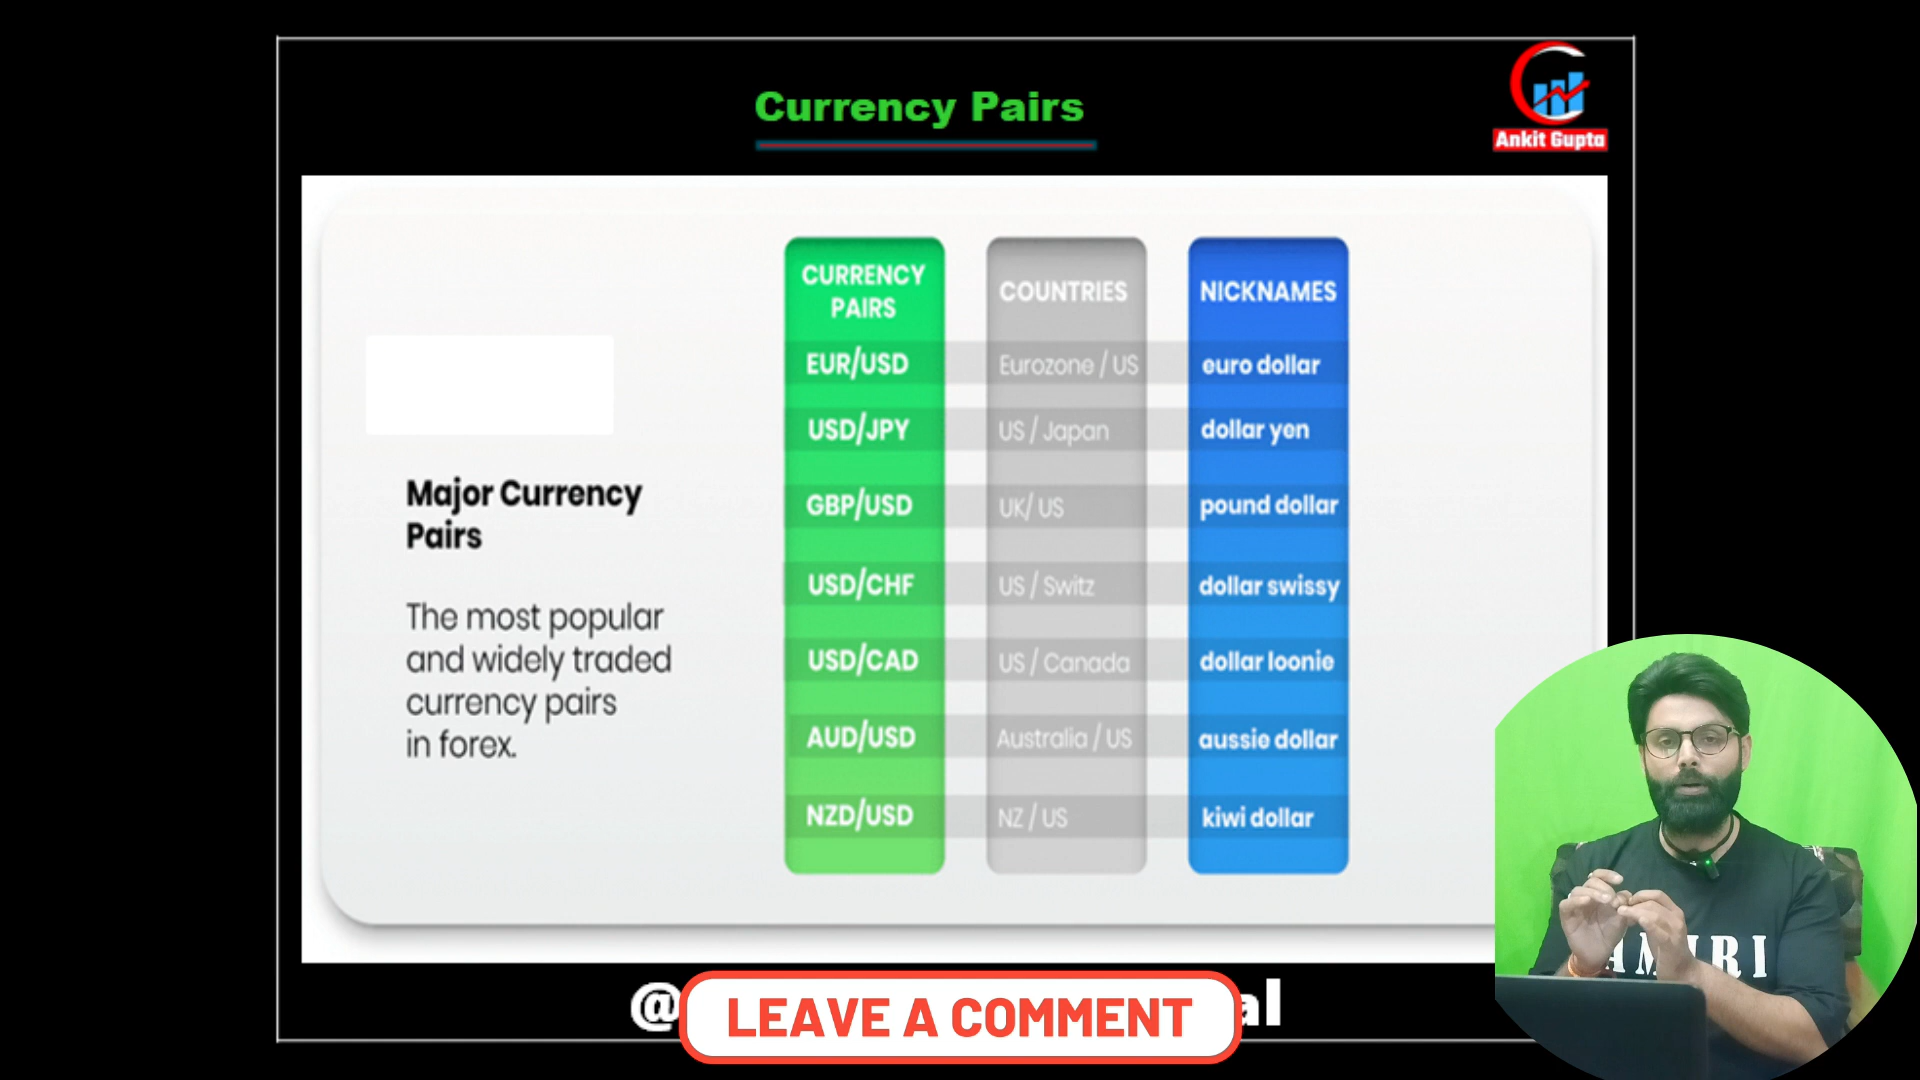 Currency Pairs
Ankit Gupta
CURRENCY
PAIRS
COUNTRIES
NICKNAMES
EUR/USD
Eurozone / US
euro dollar
USD/JPY
US / Japan
dollar yen
GBP/USD
UK/ US
pound dollar
USD/CHF
US / Switz
dollar swissy
USD/CAD
US / Canada
dollar loonie
AUD/USD
Australia / US
aussie dollar
NZD/USD
NZ / US
kiwi dollar
Major Currency
Pairs
The most popular
and widely traded
currency pairs
in forex.
LEAVE A COMMENT